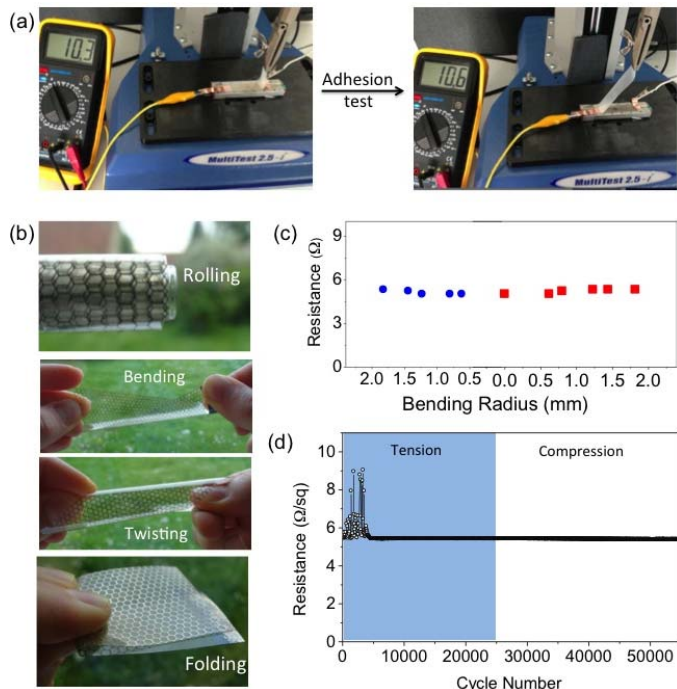 (a)
10.3
MultiTest 2.5-i
Adhesion
test
10.6
MultiTest 2.5-i
(b)
Rolling
Bending
Twisting
Folding
(c)
Resistance (Ω)
9
6
3
0
2.0 1.5 1.0 0.5 0.0 0.5 1.0 1.5 2.0
Bending Radius (mm)
(d)
Resistance (Ω/sq)
Tension
Compression
10
8
6
4
2
0
0 10000 20000 30000 40000 50000
Cycle Number